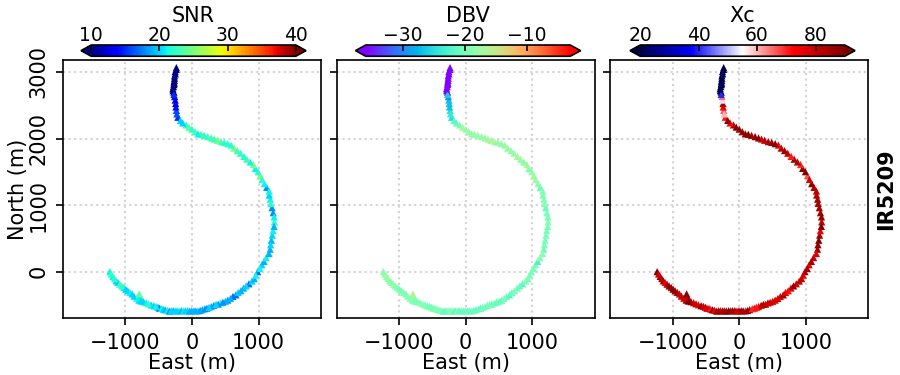 SNR DBV Xc
10 20 30 40 −30 −20 −10 20 40 60 80
3000
2000
1000
0
North (m)
IR5209
−1000 0 1000 −1000 0 1000 −1000 0 1000
East (m) East (m) East (m)